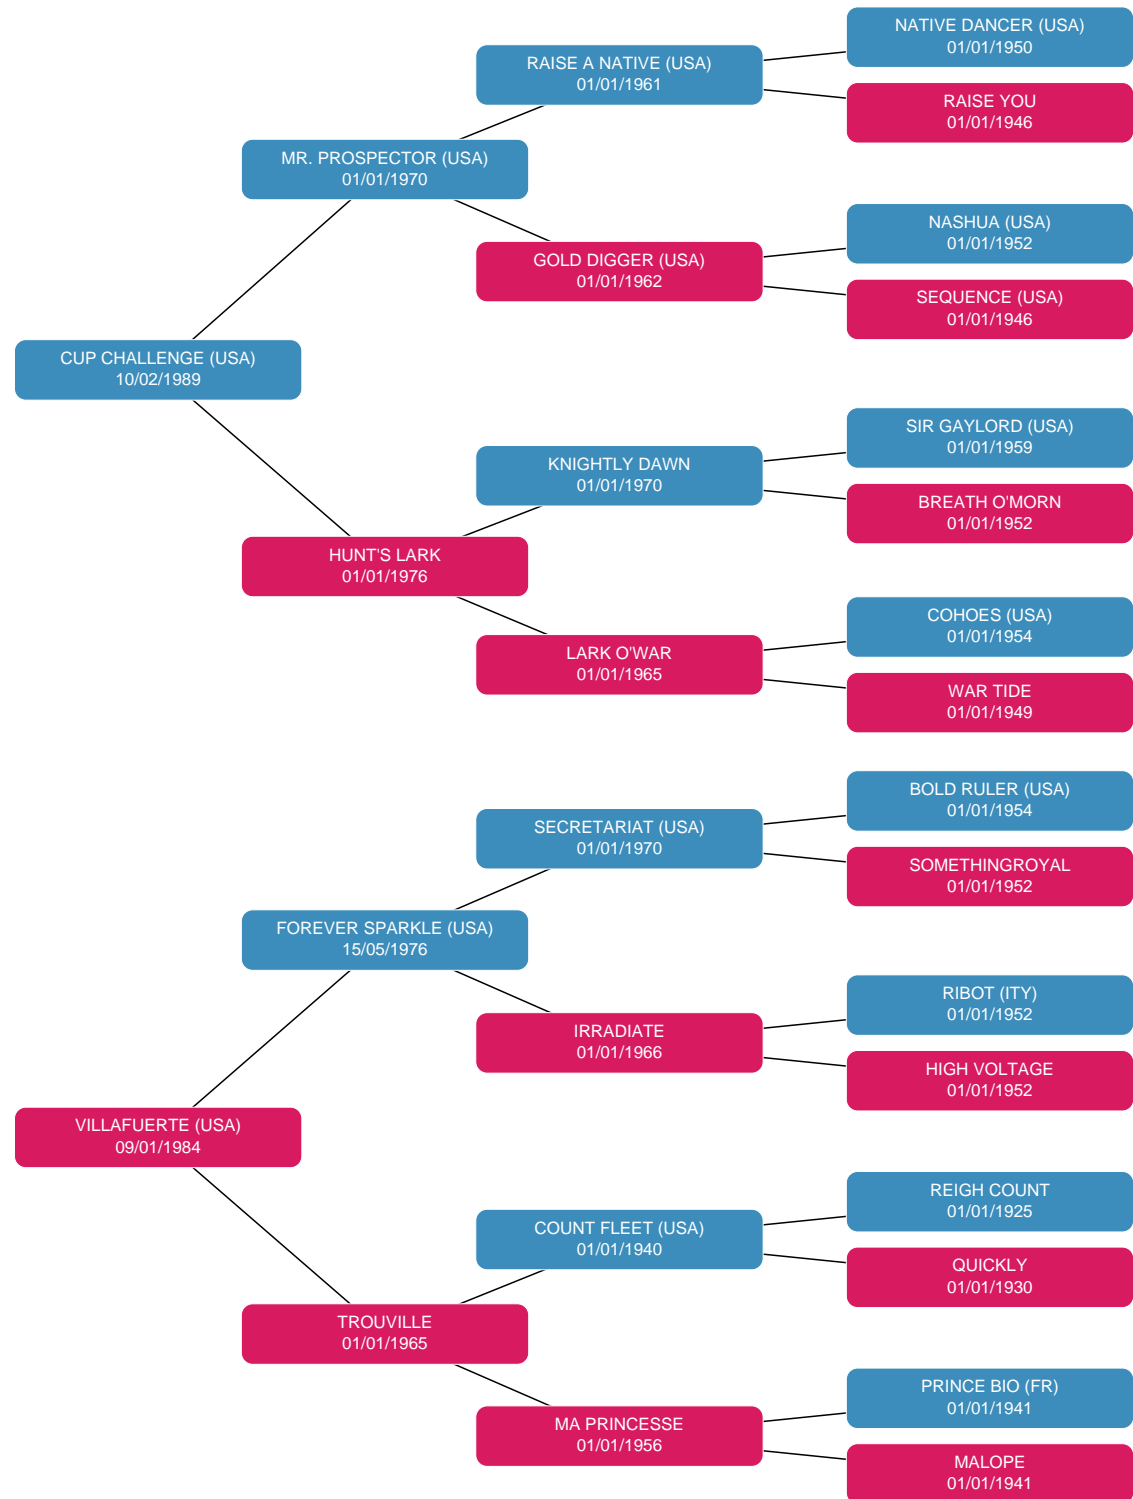 NATIVE DANCER (USA)
01/01/1950
RAISE A NATIVE (USA)
01/01/1961
RAISE YOU
01/01/1946
MR. PROSPECTOR (USA)
01/01/1970
NASHUA (USA)
01/01/1952
GOLD DIGGER (USA)
01/01/1962
SEQUENCE (USA)
01/01/1946
CUP CHALLENGE (USA)
10/02/1989
SIR GAYLORD (USA)
01/01/1959
KNIGHTLY DAWN
01/01/1970
BREATH O'MORN
01/01/1952
HUNT'S LARK
01/01/1976
COHOES (USA)
01/01/1954
LARK O'WAR
01/01/1965
WAR TIDE
01/01/1949
BOLD RULER (USA)
01/01/1954
SECRETARIAT (USA)
01/01/1970
SOMETHINGROYAL
01/01/1952
FOREVER SPARKLE (USA)
15/05/1976
RIBOT (ITY)
01/01/1952
IRRADIATE
01/01/1966
HIGH VOLTAGE
01/01/1952
VILLAFUERTE (USA)
09/01/1984
REIGH COUNT
01/01/1925
COUNT FLEET (USA)
01/01/1940
QUICKLY
01/01/1930
TROUVILLE
01/01/1965
PRINCE BIO (FR)
01/01/1941
MA PRINCESSE
01/01/1956
MALOPE
01/01/1941